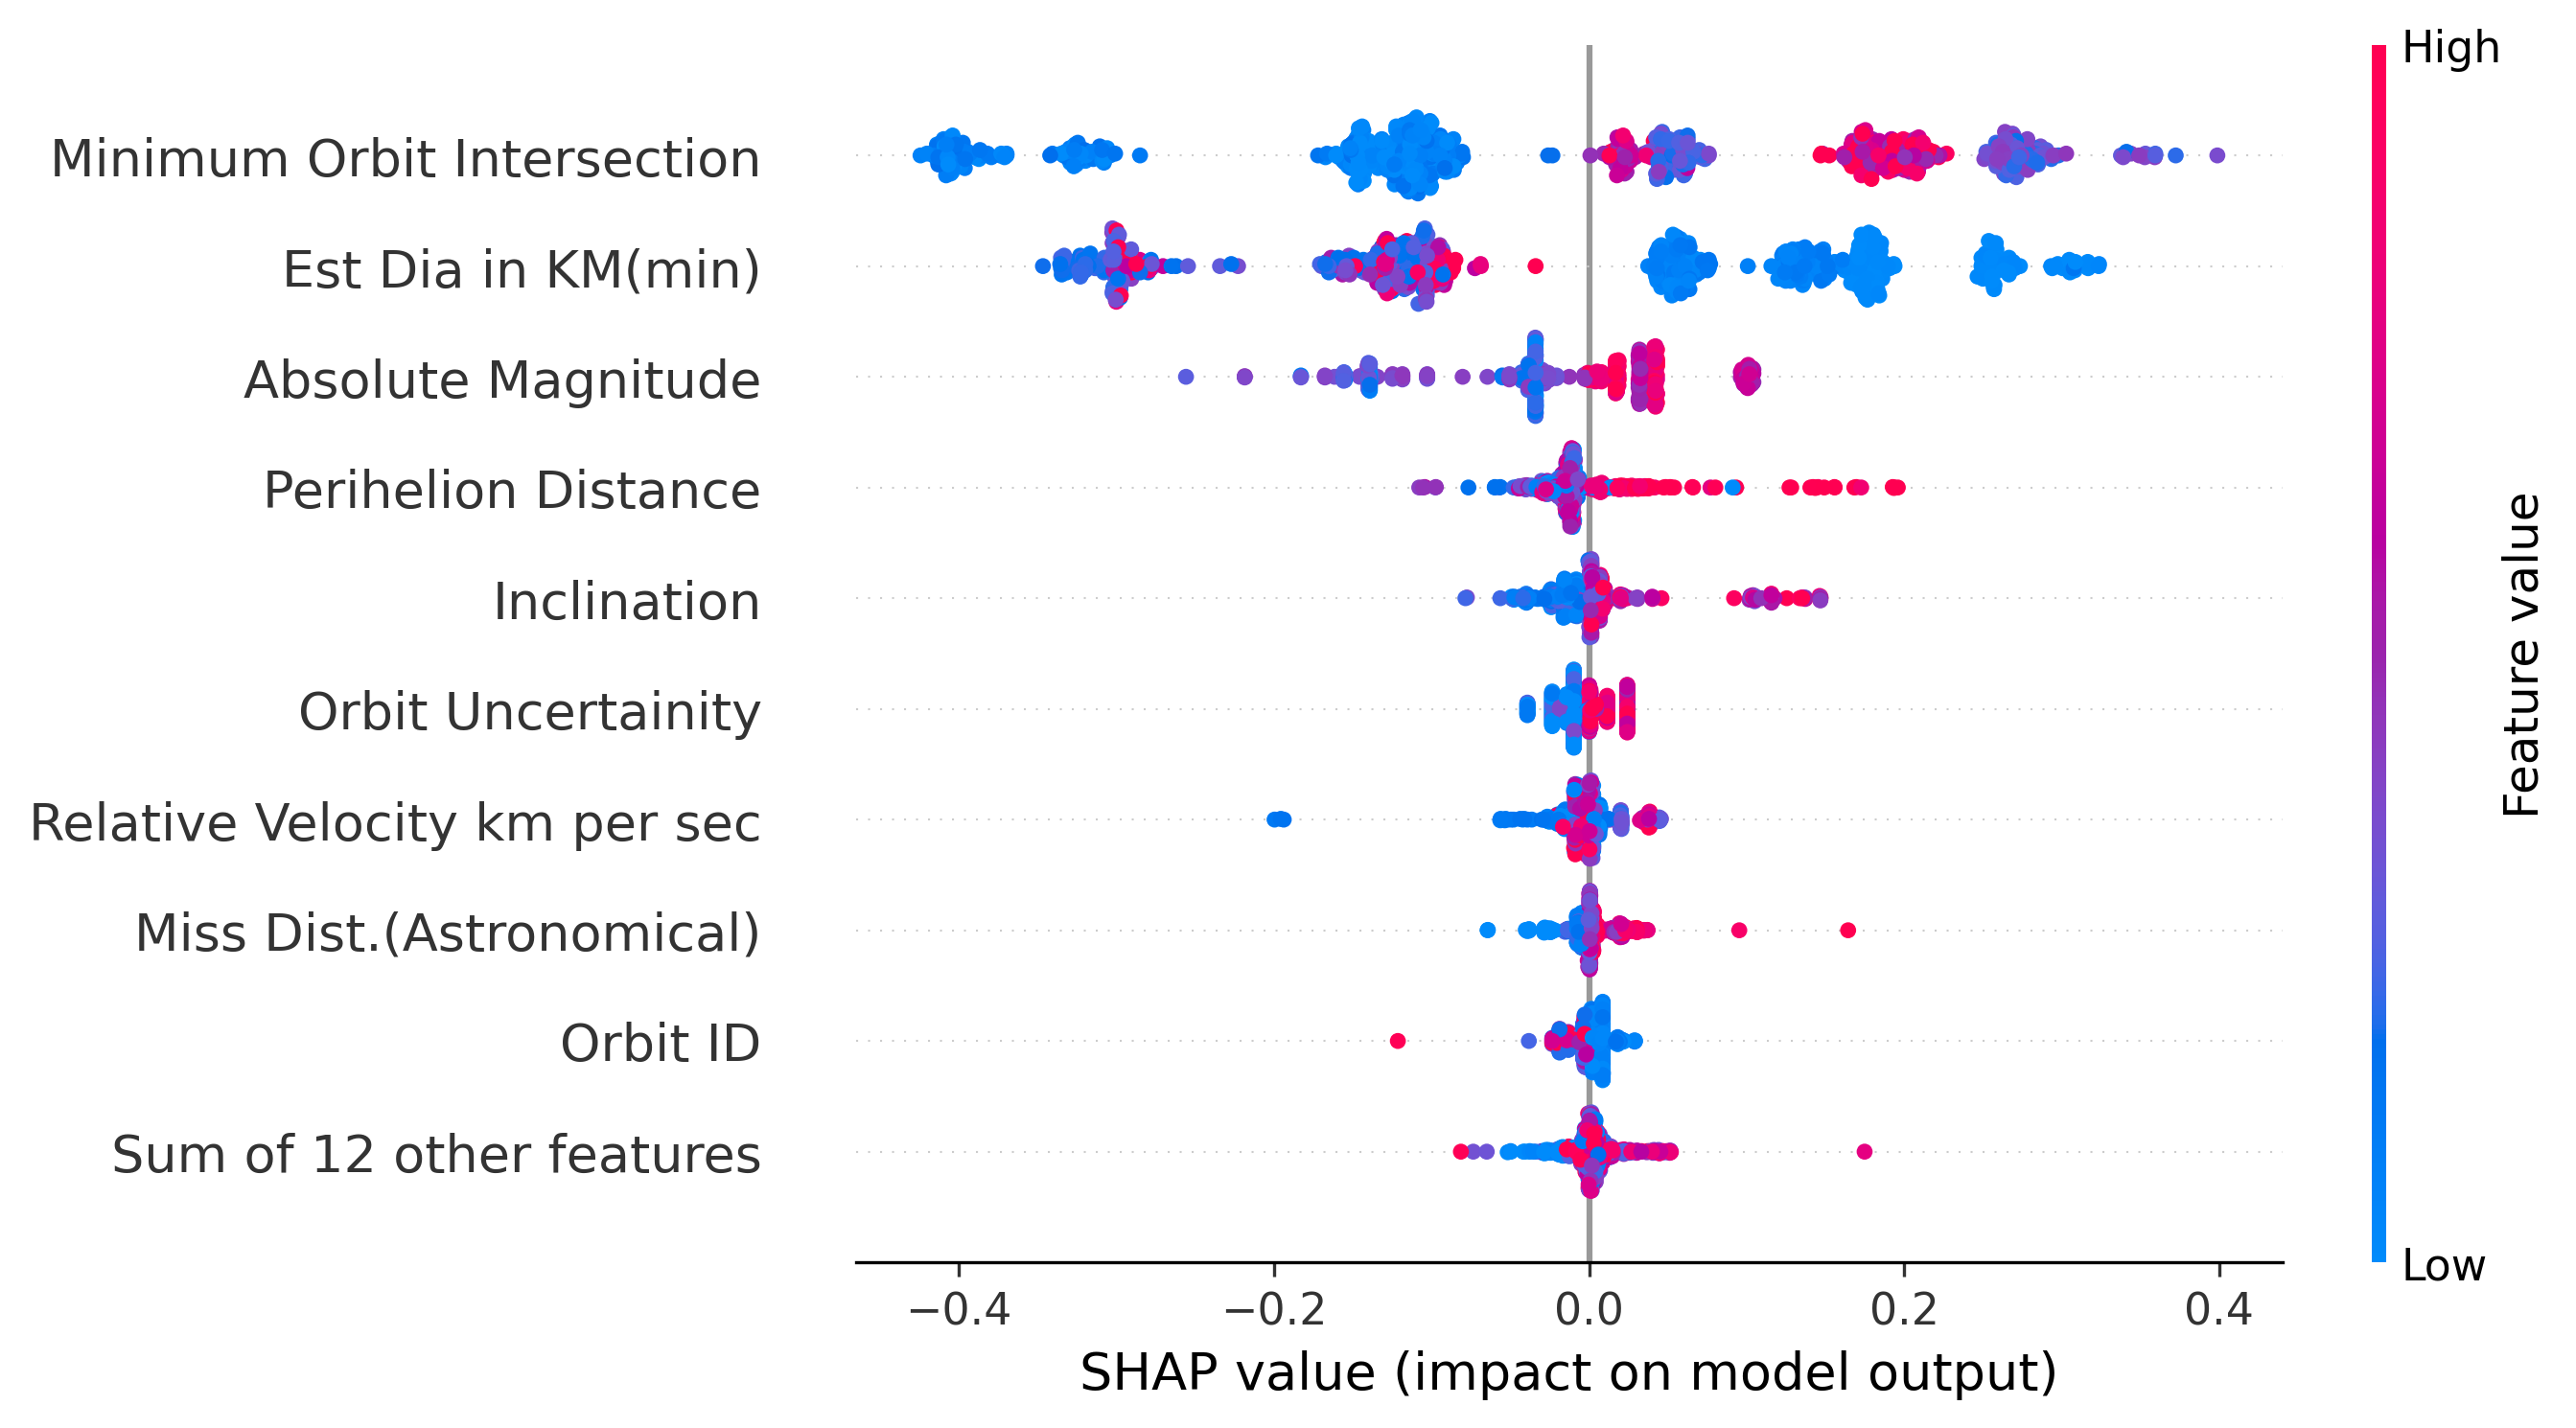 High
Minimum Orbit Intersection
Est Dia in KM(min)
Absolute Magnitude
Perihelion Distance
Inclination
Orbit Uncertainity
Relative Velocity km per sec
Miss Dist.(Astronomical)
Orbit ID
Sum of 12 other features
Feature value
Low
−0.4 −0.2 0.0 0.2 0.4
SHAP value (impact on model output)